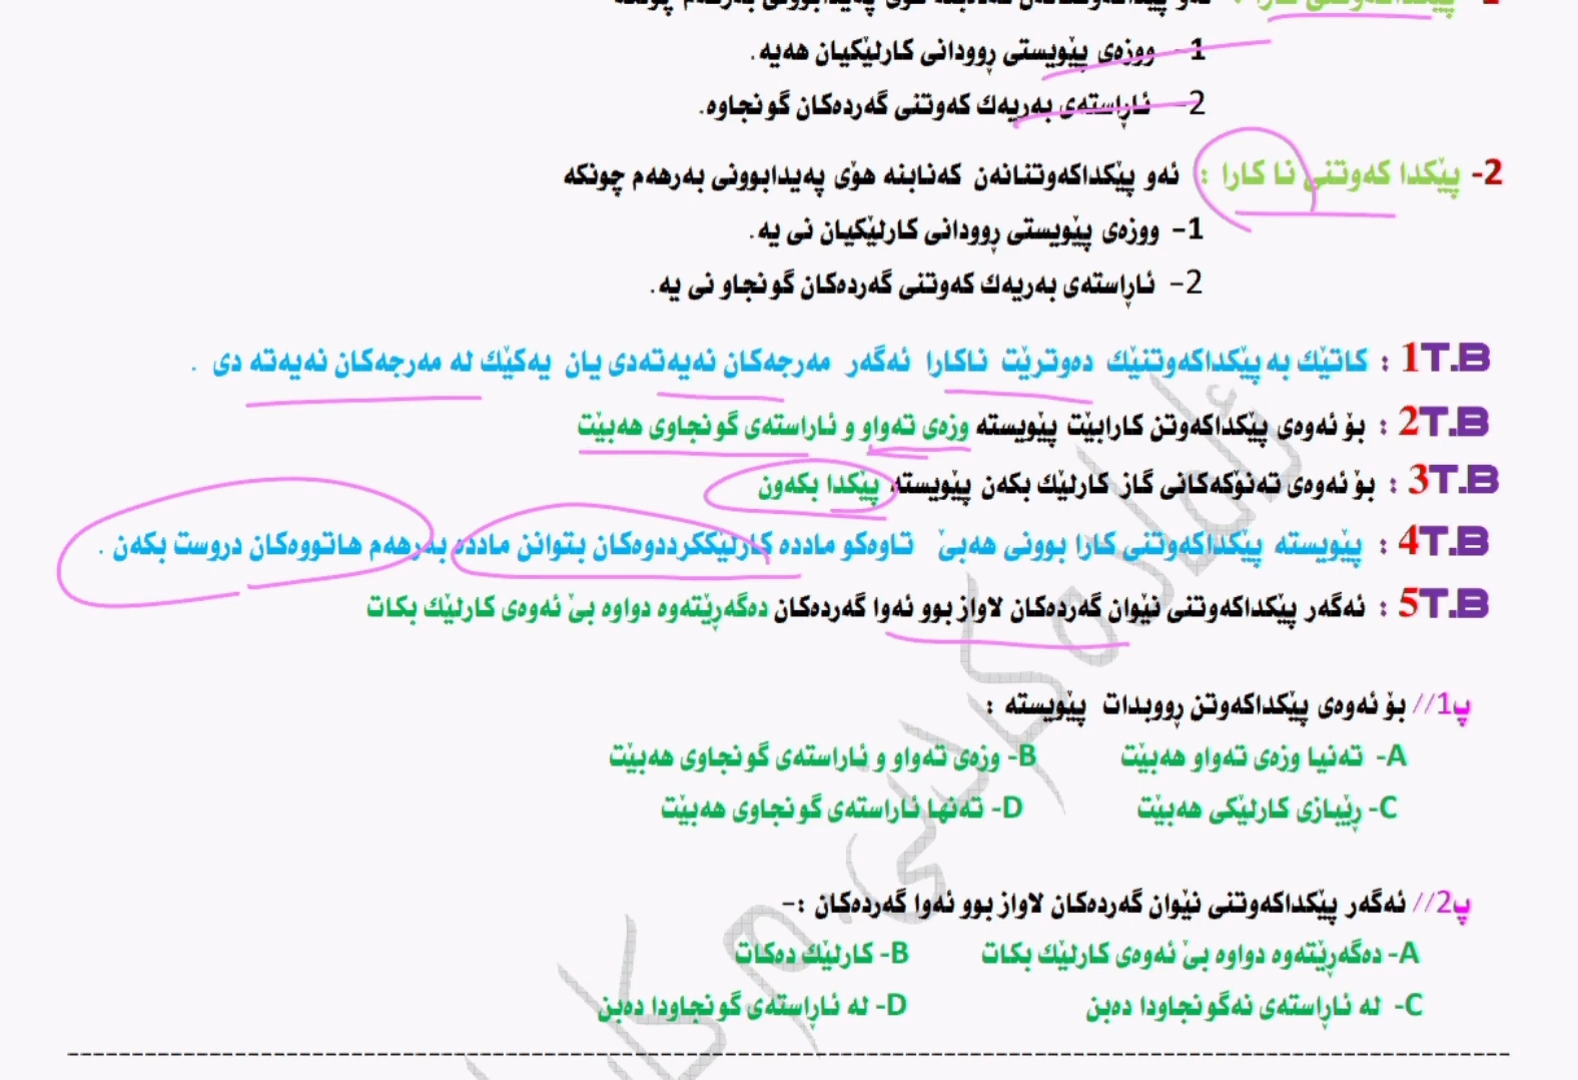 1- ووزەی پێویستی ڕوودانی کارلێکیان هەیە.
2- ئاڕاستەی بەریەك کەوتنی گەردەکان گونجاوە.
2- پێکدا کەوتنی نا کارا : ئەو پێکداکەوتنانەن کەنابنە هۆی پەیدابوونی بەرهەم چونکە
1- ووزەی پێویستی ڕوودانی کارلێکیان نی یە.
2- ئاڕاستەی بەریەك کەوتنی گەردەکان گونجاو نی یە.
1T.B : کاتێك بە پێکداکەوتنێك دەوترێت ناکارا ئەگەر مەرجەکان نەیەتەدی یان یەکێك لە مەرجەکان نەیەتە دی .
2T.B : بۆ ئەوەی پێکداکەوتن کارابێت پێویستە وزەی تەواو و ئاراستەی گونجاوی هەبێت
3T.B : بۆ ئەوەی تەنۆکەکانی گاز کارلێك بکەن پێویستە پێکدا بکەون
4T.B : پێویستە پێکداکەوتنی کارا بوونی هەبێ تاوەکو ماددە کارلێککرددوەکان بتوانن ماددە بەرهەم هاتووەکان دروست بکەن .
5T.B : ئەگەر پێکداکەوتنی نێوان گەردەکان لاواز بوو ئەوا گەردەکان دەگەڕێتەوە دواوە بێ ئەوەی کارلێك بکات
پ1// بۆ ئەوەی پێکداکەوتن ڕووبدات پێویستە :
A- تەنیا وزەی تەواو هەبێت B- وزەی تەواو و ئاراستەی گونجاوی هەبێت
C- ڕێبازی کارلێکی هەبێت D- تەنها ئاراستەی گونجاوی هەبێت
پ2// ئەگەر پێکداکەوتنی نێوان گەردەکان لاواز بوو ئەوا گەردەکان :-
A- دەگەڕێتەوە دواوە بێ ئەوەی کارلێك بکات B- کارلێك دەکات
C- لە ئاڕاستەی نەگونجاودا دەبن D- لە ئاڕاستەی گونجاودا دەبن